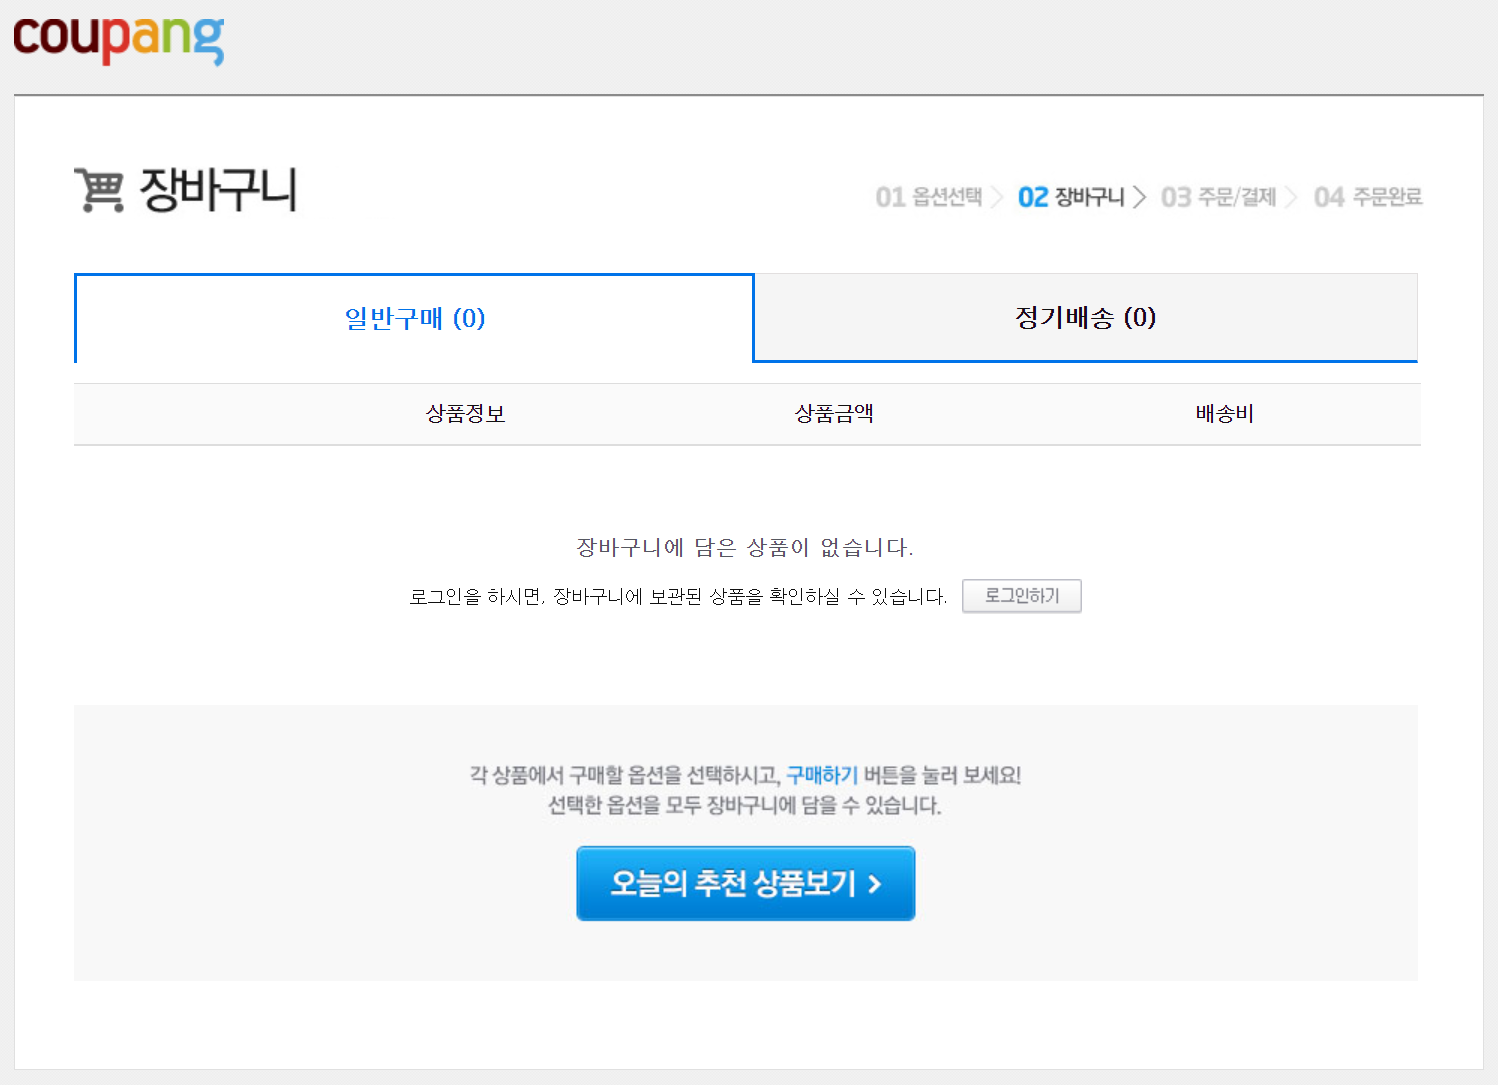 coupang
장바구니
01 옵션선택 > 02 장바구니 > 03 주문/결제 > 04 주문완료
일반구매 (0) 정기배송 (0)
상품정보 상품금액 배송비
장바구니에 담은 상품이 없습니다.
로그인을 하시면, 장바구니에 보관된 상품을 확인하실 수 있습니다. 로그인하기
각 상품에서 구매할 옵션을 선택하시고, 구매하기 버튼을 눌러 보세요!
선택한 옵션을 모두 장바구니에 담을 수 있습니다.
오늘의 추천 상품보기 >